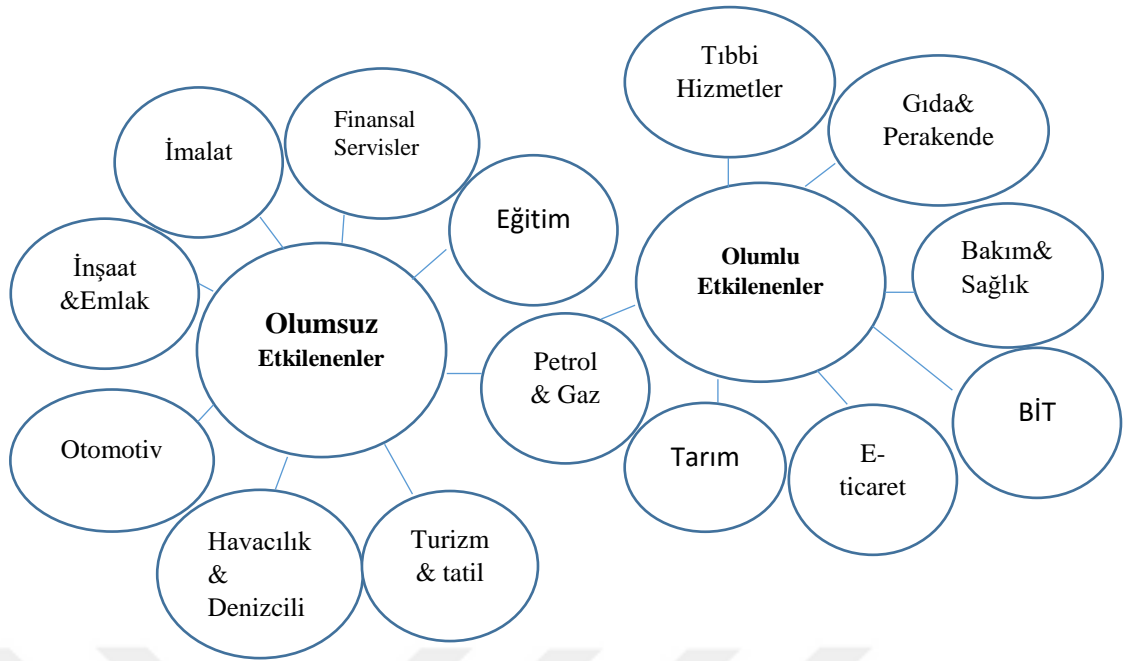 Tıbbi
Hizmetler
Gıda&
Perakende
Finansal
Servisler
İmalat
Eğitim
Bakım&
Sağlık
İnşaat
&Emlak
Olumlu
Etkilenenler
Olumsuz
Etkilenenler
Petrol
& Gaz
BİT
Otomotiv
Tarım
E-
ticaret
Havacılık
&
Denizcili
Turizm
& tatil